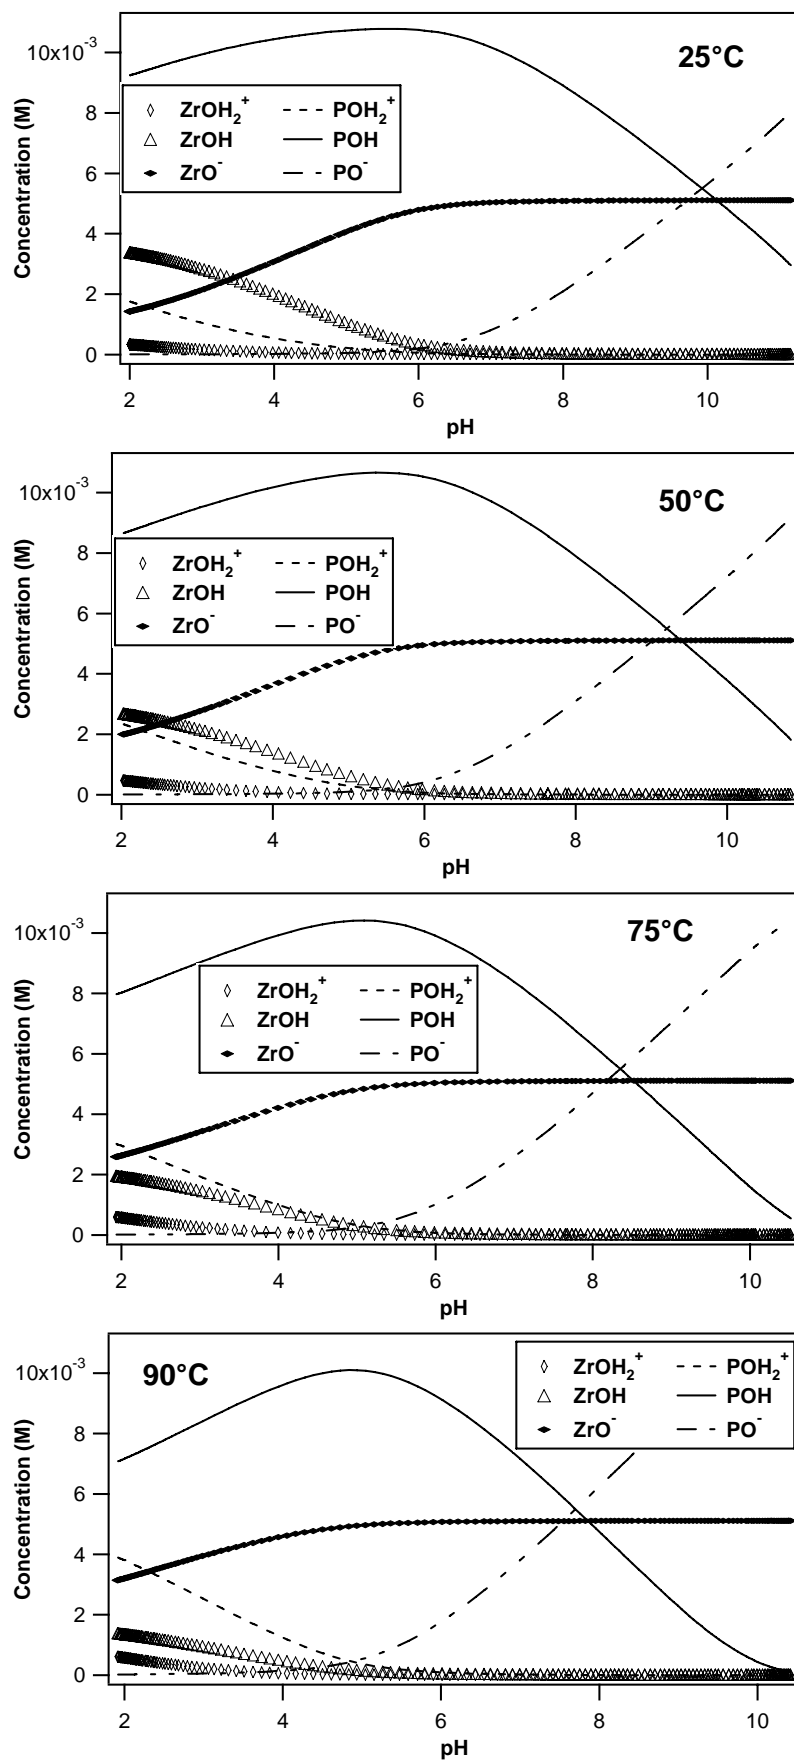 25°C
10x10⁻³
8
6
4
2
0
Concentration (M)
ZrOH₂⁺ POH₂⁺
ZrOH POH
ZrO⁻ PO⁻
2 4 6 8 10
pH
50°C
10x10⁻³
8
6
4
2
0
Concentration (M)
ZrOH₂⁺ POH₂⁺
ZrOH POH
ZrO⁻ PO⁻
2 4 6 8 10
pH
75°C
10x10⁻³
8
6
4
2
0
Concentration (M)
ZrOH₂⁺ POH₂⁺
ZrOH POH
ZrO⁻ PO⁻
2 4 6 8 10
pH
90°C
10x10⁻³
8
6
4
2
0
Concentration (M)
ZrOH₂⁺ POH₂⁺
ZrOH POH
ZrO⁻ PO⁻
2 4 6 8 10
pH